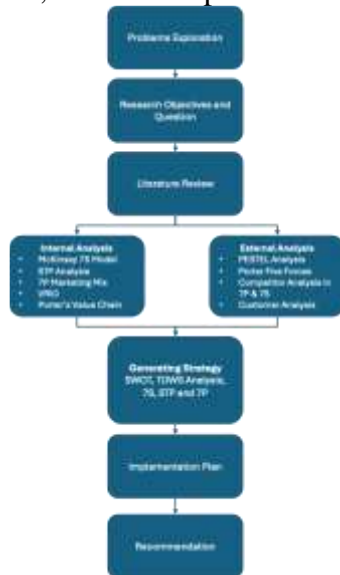 Problems Exploration
Research Objectives and
Question
Literature Review
Internal Analysis
• McKinsey 7S Model
• STP Analysis
• 7P Marketing Mix
• VRIO
• Porter's Value Chain
External Analysis
• PESTEL Analysis
• Porter Five Forces
• Competitor Analysis in
7P & 7S
• Customer Analysis
Generating Strategy
SWOT, TOWS Analysis,
7S, STP and 7P
Implementation Plan
Recommendation